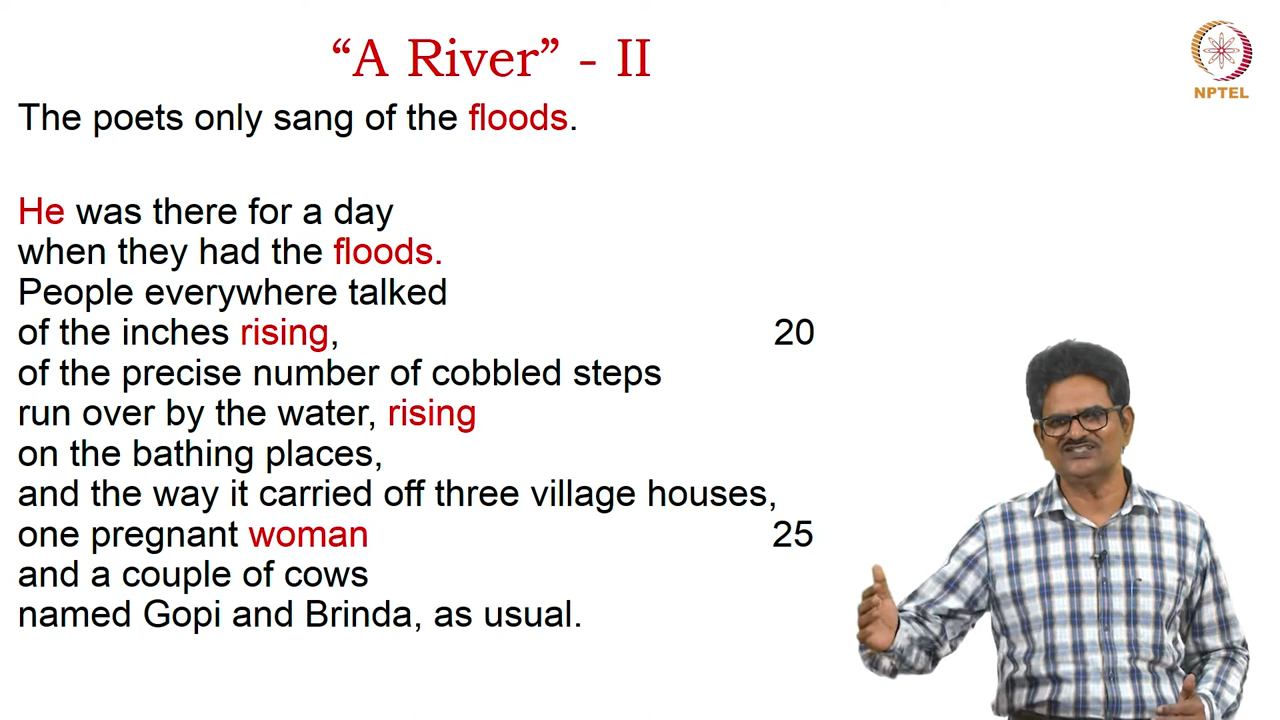 “A River” - II
NPTEL
The poets only sang of the floods.
He was there for a day
when they had the floods.
People everywhere talked
of the inches rising, 20
of the precise number of cobbled steps
run over by the water, rising
on the bathing places,
and the way it carried off three village houses,
one pregnant woman 25
and a couple of cows
named Gopi and Brinda, as usual.